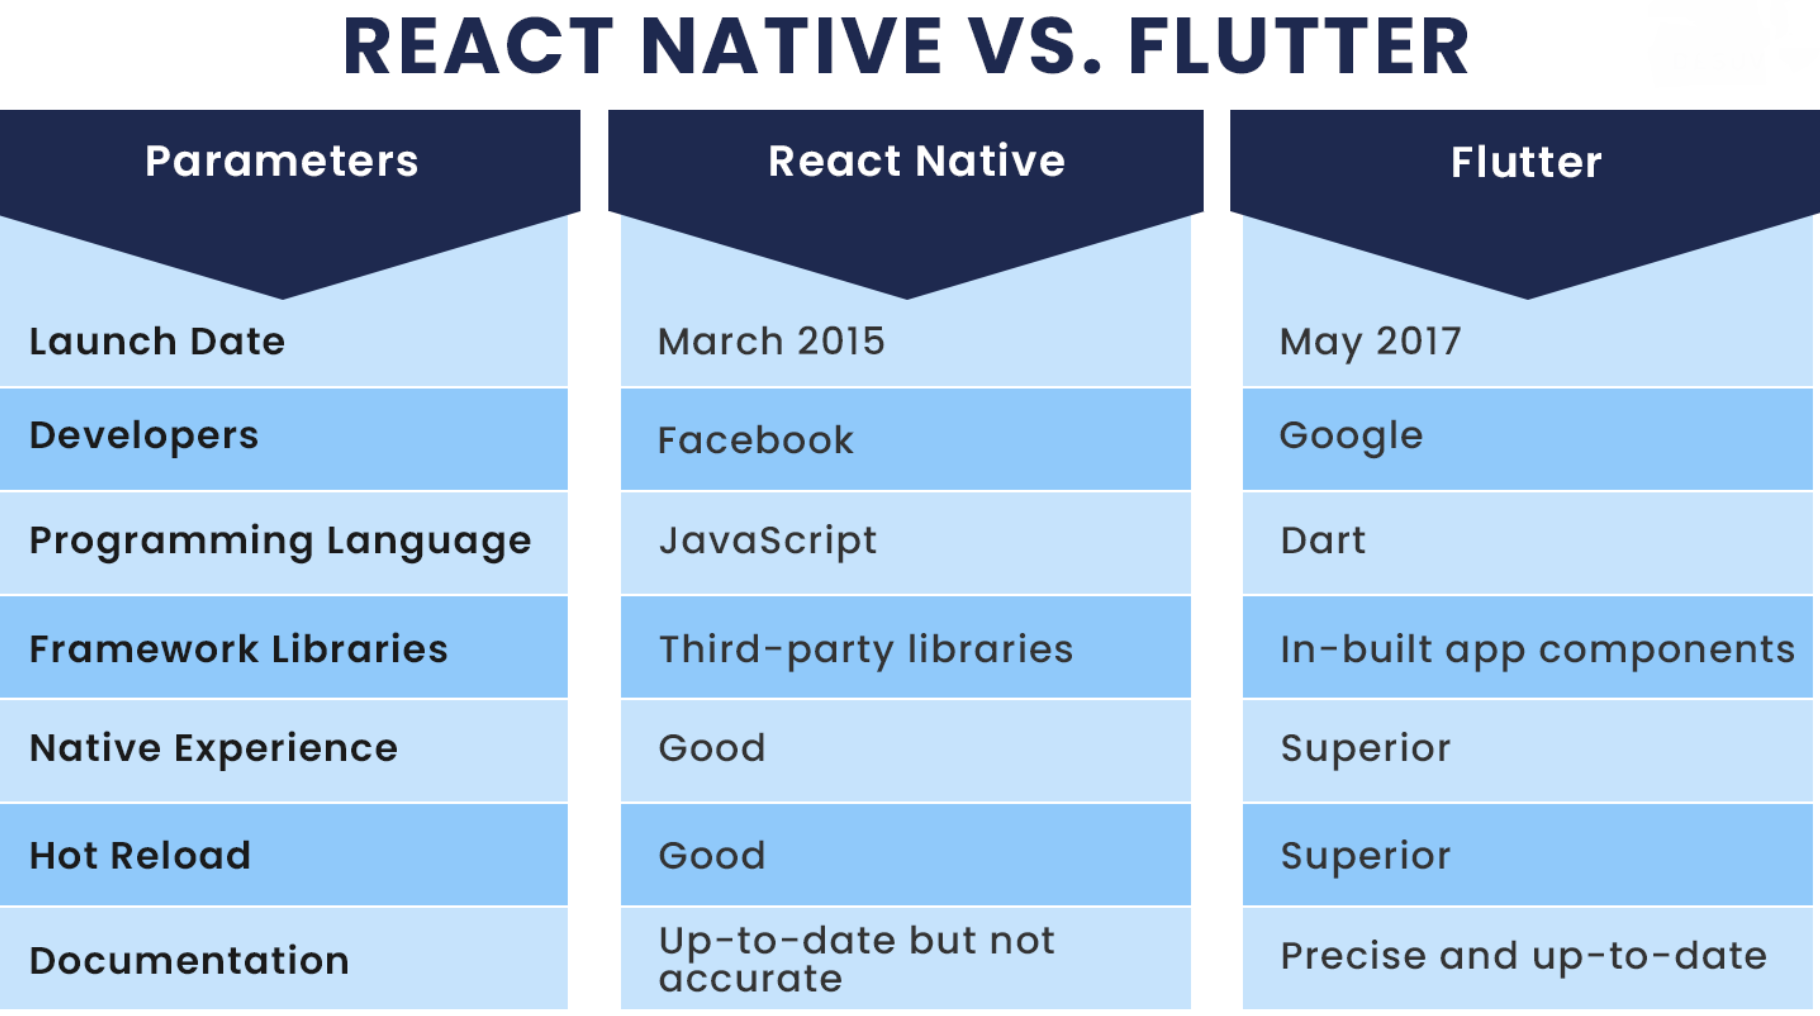 REACT NATIVE VS. FLUTTER
Parameters React Native Flutter
Launch Date March 2015 May 2017
Developers Facebook Google
Programming Language JavaScript Dart
Framework Libraries Third-party libraries In-built app components
Native Experience Good Superior
Hot Reload Good Superior
Documentation Up-to-date but not accurate Precise and up-to-date